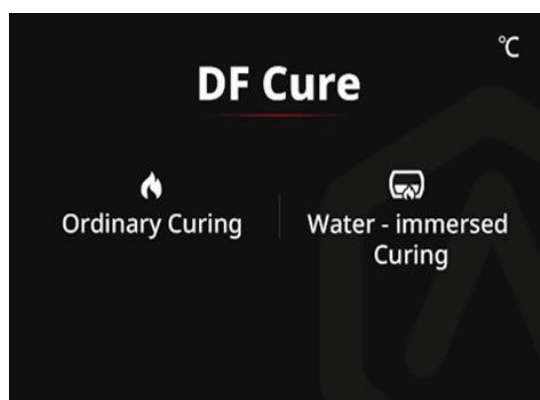 °C
DF Cure
Ordinary Curing
Water - immersed
Curing